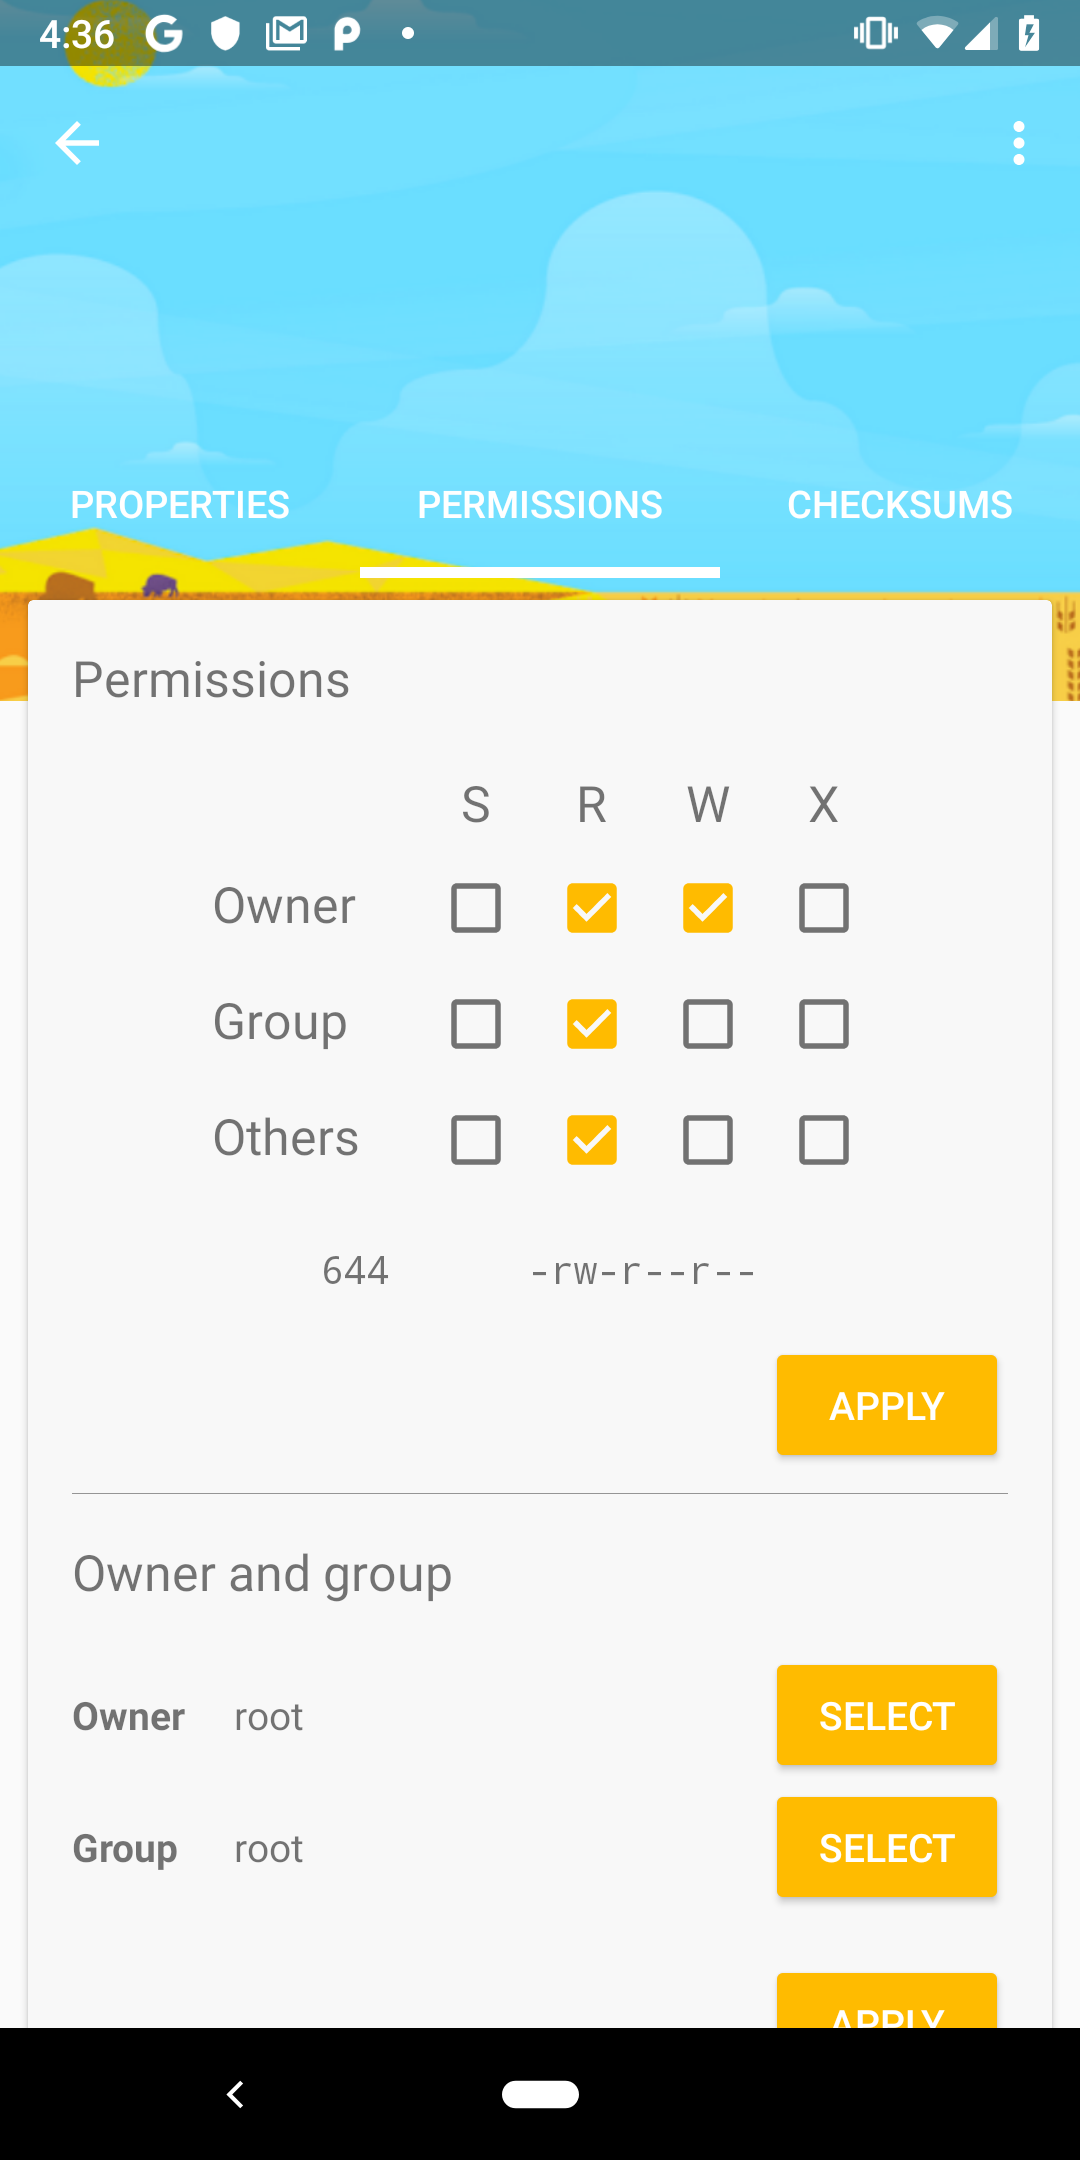 4:36
PROPERTIES PERMISSIONS CHECKSUMS
Permissions
S R W X
Owner
Group
Others
644 -rw-r--r--
APPLY
Owner and group
Owner root SELECT
Group root SELECT
APPLY